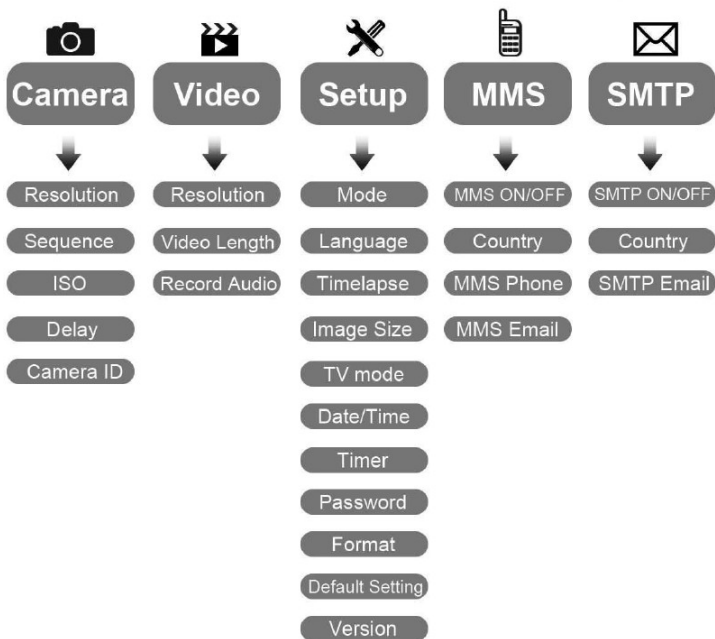 Camera
Video
Setup
MMS
SMTP
Resolution
Sequence
ISO
Delay
Camera ID
Resolution
Video Length
Record Audio
Mode
Language
Timelapse
Image Size
TV mode
Date/Time
Timer
Password
Format
Default Setting
Version
MMS ON/OFF
Country
MMS Phone
MMS Email
SMTP ON/OFF
Country
SMTP Email